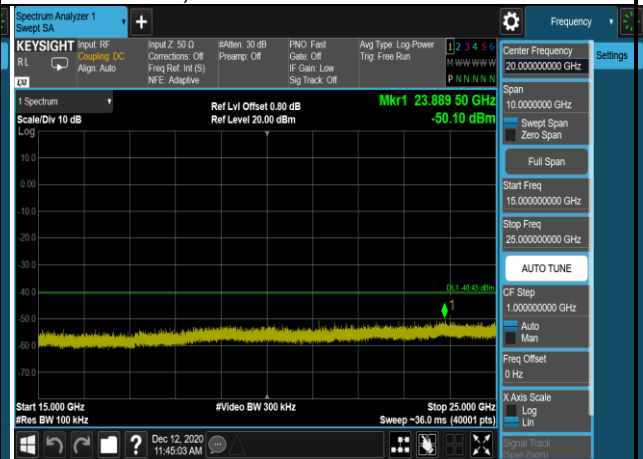 Spectrum Analyzer 1
Swept SA
+
Frequency
KEYSIGHT
RL
LXI
Input: RF
Coupling: DC
Align: Auto
Input Z: 50 Ω
Corrections: Off
Freq Ref: Int (S)
NFE: Adaptive
#Atten: 30 dB
Preamp: Off
PNO: Fast
Gate: Off
IF Gain: Low
Sig Track: Off
Avg Type: Log-Power
Trig: Free Run
1 2 3 4 5 6
M W W W W W
P N N N N N
Center Frequency
20.000000000 GHz
Settings
Span
10.0000000 GHz
Swept Span
Zero Span
Full Span
Start Freq
15.000000000 GHz
Stop Freq
25.000000000 GHz
AUTO TUNE
CF Step
1.000000000 GHz
Auto
Man
Freq Offset
0 Hz
X Axis Scale
Log
Lin
Signal Track
(Span Zoom)
1 Spectrum
Scale/Div 10 dB
Ref Lvl Offset 0.80 dB
Ref Level 20.00 dBm
Mkr1 23.889 50 GHz
-50.10 dBm
Log
10.0
0.00
-10.0
-20.0
-30.0
-40.0
DL1 -40.45 dBm
1
-50.0
-60.0
-70.0
Start 15.000 GHz
#Video BW 300 kHz
Stop 25.000 GHz
#Res BW 100 kHz
Sweep ~36.0 ms (40001 pts)
?
Dec 12, 2020
11:45:03 AM